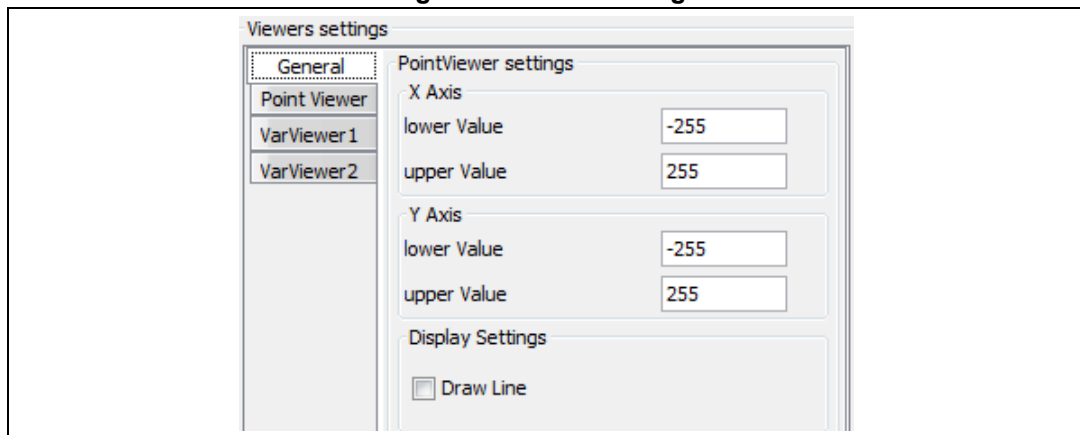 Viewers settings
General
Point Viewer
VarViewer1
VarViewer2
PointViewer settings
X Axis
lower Value -255
upper Value 255
Y Axis
lower Value -255
upper Value 255
Display Settings
Draw Line